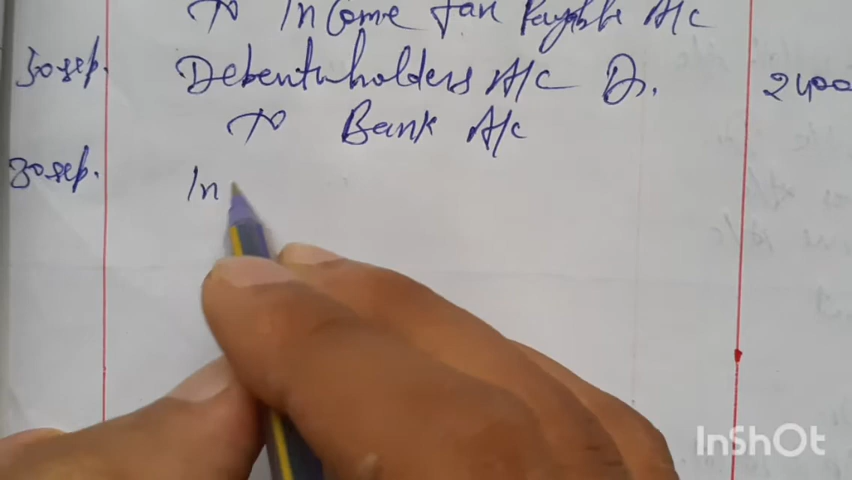 To Income Tax Payable A/c
30 Sep. Debentureholders A/c Dr. 2400
To Bank A/c
30 Sep. In
InShOt